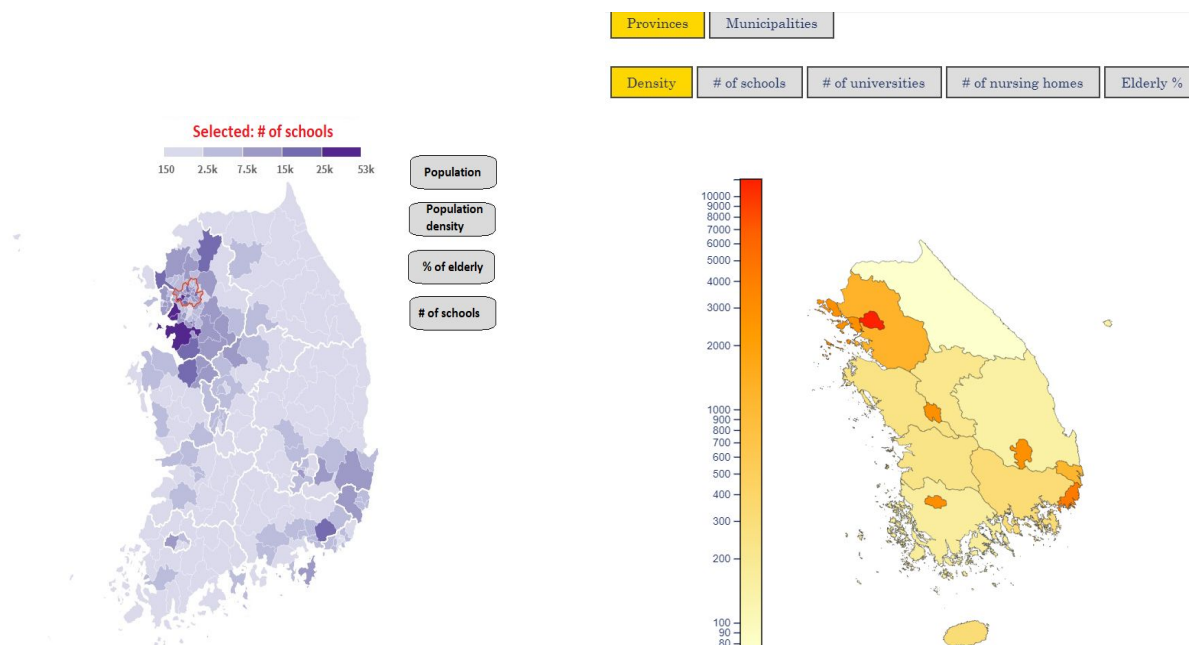 Selected: # of schools
150 2.5k 7.5k 15k 25k 53k
Population
Population
density
% of elderly
# of schools
Provinces Municipalities
Density # of schools # of universities # of nursing homes Elderly %
10000
9000
8000
7000
6000
5000
4000
3000
2000
1000
900
800
700
600
500
400
300
200
100
90
80